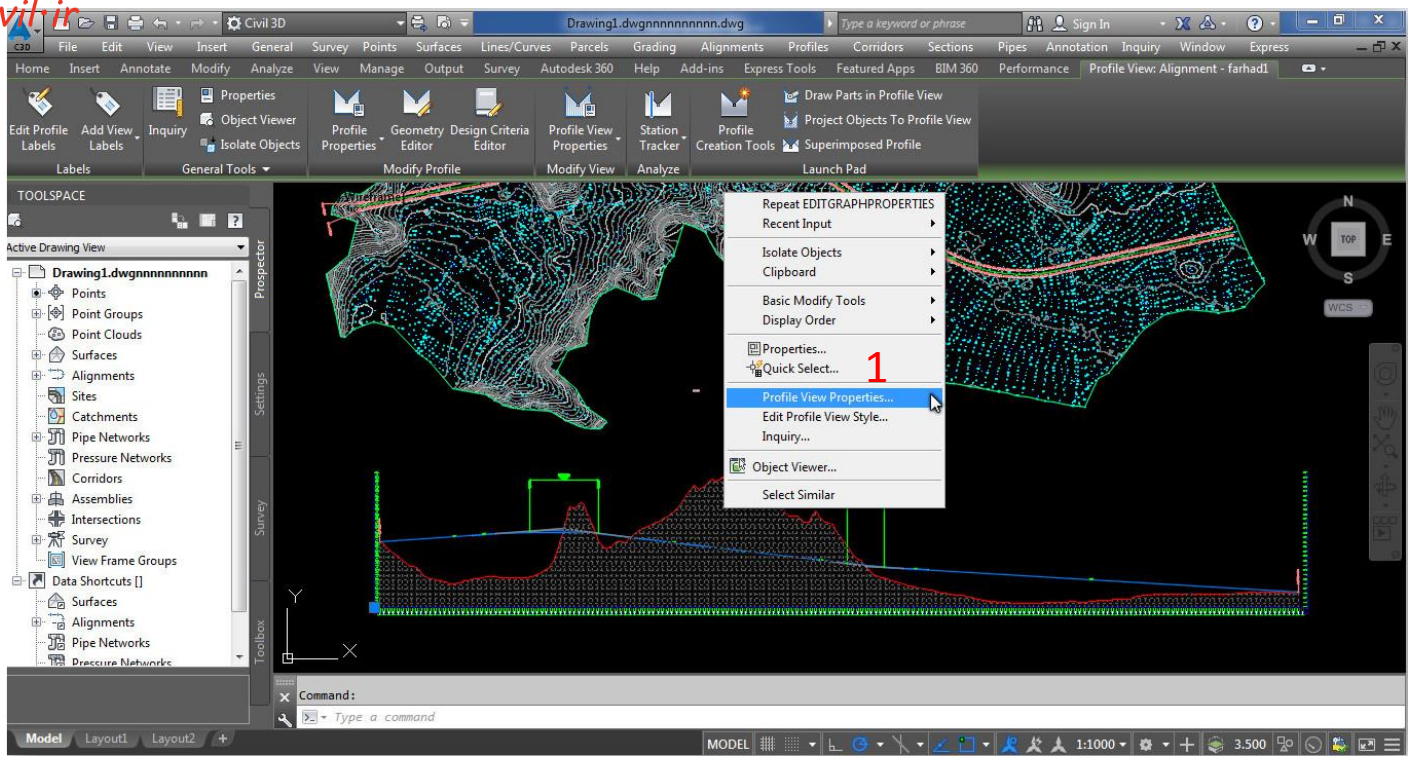 vil.ir
Civil 3D
Drawing1.dwgnnnnnnnnnn.dwg
Type a keyword or phrase
Sign In
C3D File Edit View Insert General Survey Points Surfaces Lines/Curves Parcels Grading Alignments Profiles Corridors Sections Pipes Annotation Inquiry Window Express
Home Insert Annotate Modify Analyze View Manage Output Survey Autodesk 360 Help Add-ins Express Tools Featured Apps BIM 360 Performance Profile View: Alignment - farhad1
Edit Profile Labels
Add View Labels
Inquiry
Properties
Object Viewer
Isolate Objects
Profile Properties
Geometry Editor
Design Criteria Editor
Profile View Properties
Station Tracker
Profile Creation Tools
Draw Parts in Profile View
Project Objects To Profile View
Superimposed Profile
Labels
General Tools
Modify Profile
Modify View
Analyze
Launch Pad
TOOLSPACE
Active Drawing View
Drawing1.dwgnnnnnnnnnn
Points
Point Groups
Point Clouds
Surfaces
Alignments
Sites
Catchments
Pipe Networks
Pressure Networks
Corridors
Assemblies
Intersections
Survey
View Frame Groups
Data Shortcuts []
Surfaces
Alignments
Pipe Networks
Pressure Networks
Prospector
Settings
Survey
Toolbox
Repeat EDITGRAPHPROPERTIES
Recent Input
Isolate Objects
Clipboard
Basic Modify Tools
Display Order
Properties...
Quick Select...
1
Profile View Properties...
Edit Profile View Style...
Inquiry...
Object Viewer...
Select Similar
N
W TOP E
S
WCS
Y
X
Command:
Type a command
Model Layout1 Layout2 +
MODEL 1:1000 3.500